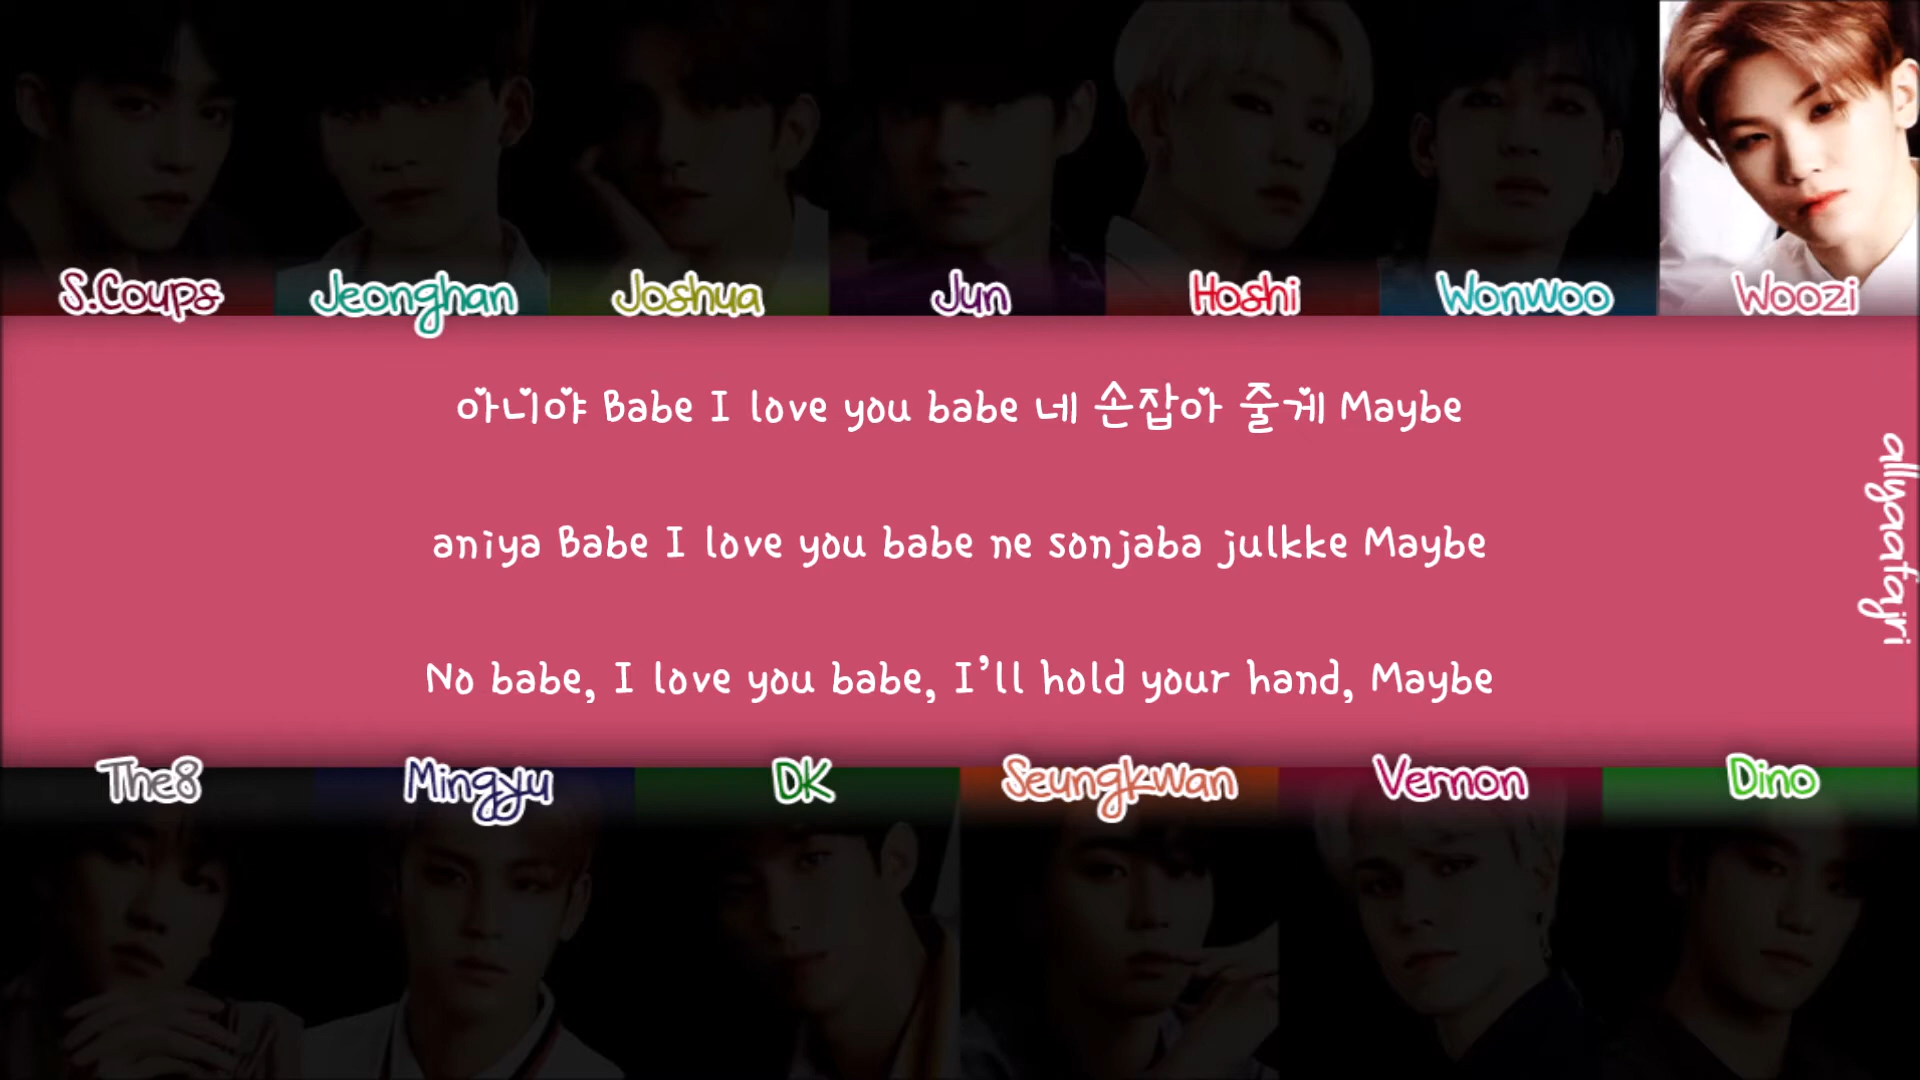 S.Coups Jeonghan Joshua Jun Hoshi Wonwoo Woozi
아니야 Babe I love you babe 네 손잡아 줄게 Maybe
aniya Babe I love you babe ne sonjaba julkke Maybe
No babe, I love you babe, I'll hold your hand, Maybe
allyaafajri
The8 Mingyu DK Seungkwan Vernon Dino